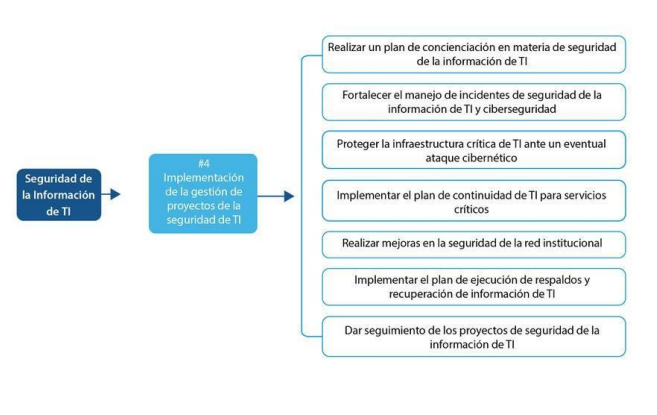 Seguridad de
la Información
de TI
#4
Implementación
de la gestión de
proyectos de la
seguridad de TI
Realizar un plan de concienciación en materia de seguridad
de la información de TI
Fortalecer el manejo de incidentes de seguridad de la
información de TI y ciberseguridad
Proteger la infraestructura crítica de TI ante un eventual
ataque cibernético
Implementar el plan de continuidad de TI para servicios
críticos
Realizar mejoras en la seguridad de la red institucional
Implementar el plan de ejecución de respaldos y
recuperación de información de TI
Dar seguimiento de los proyectos de seguridad de la
información de TI